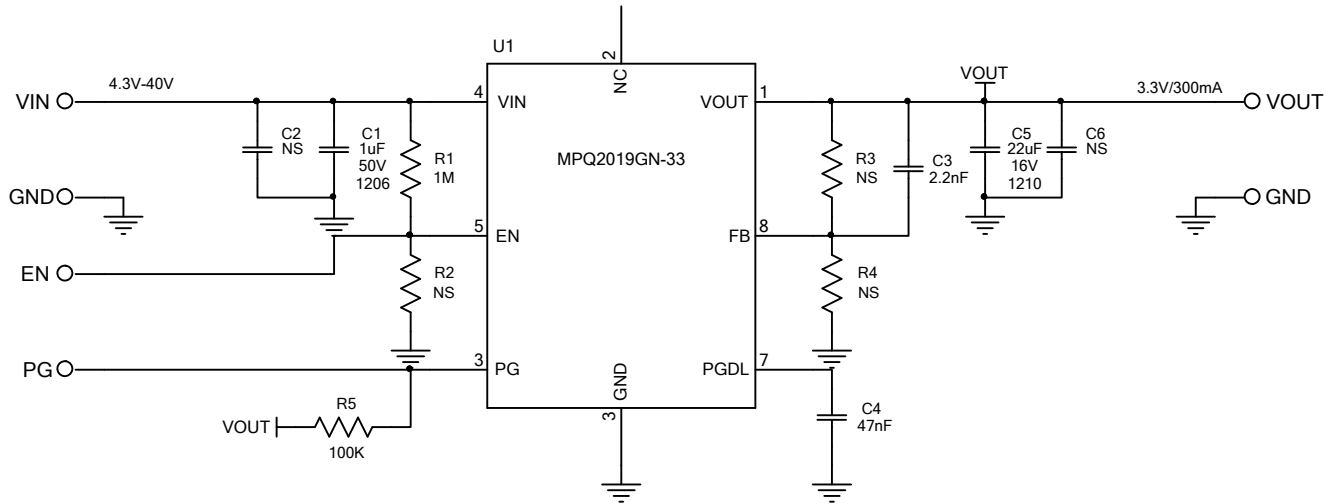 U1
2
NC
4.3V-40V
VIN
4
VIN
VOUT
1
VOUT
3.3V/300mA
VOUT
C2
NS
C1
1uF
50V
1206
R1
1M
MPQ2019GN-33
R3
NS
C3
2.2nF
C5
22uF
16V
1210
C6
NS
GND
GND
5
EN
FB
8
EN
R2
NS
R4
NS
PG
3
PG
GND
3
PGDL
7
VOUT
R5
100K
C4
47nF